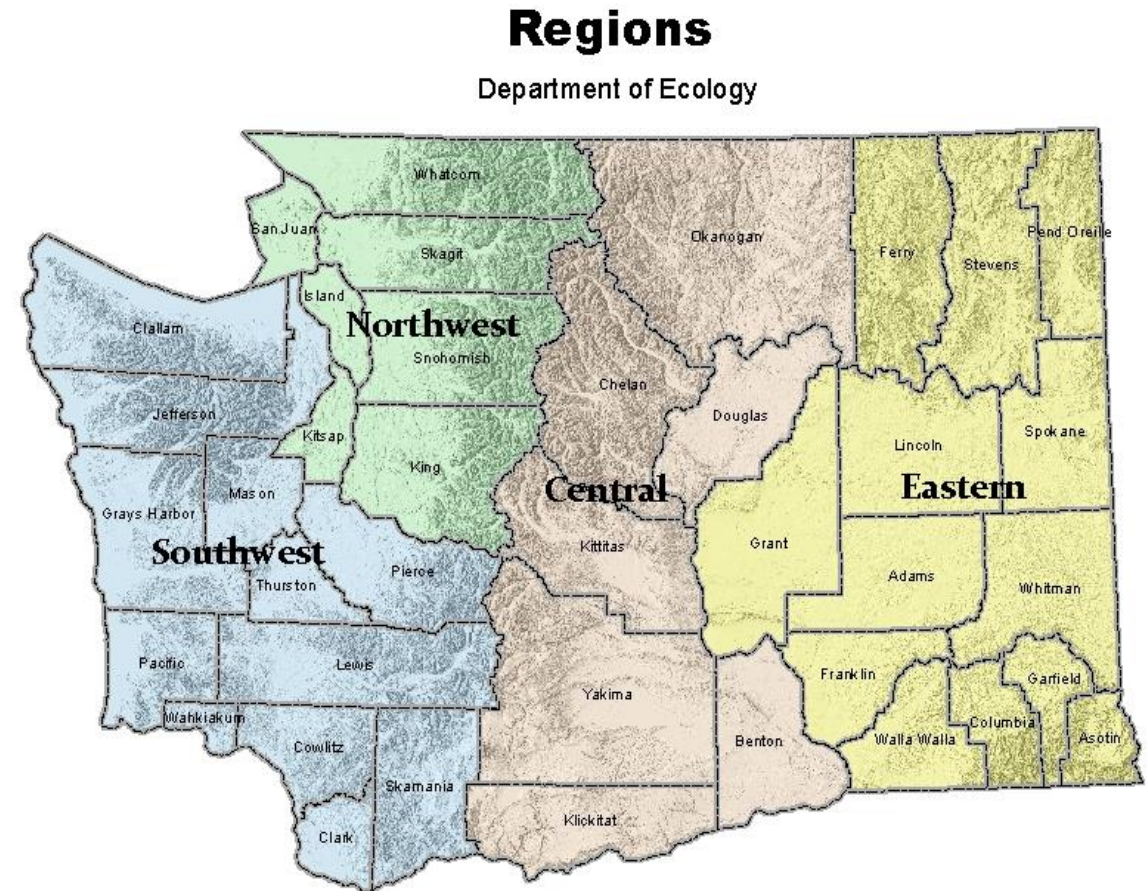 Regions
Department of Ecology
Whatcom
San Juan
Skagit
Okanogan
Ferry
Stevens
Pend Oreille
Island
Northwest
Clallam
Snohomish
Chelan
Jefferson
Kitsap
King
Douglas
Lincoln
Spokane
Mason
Grays Harbor
Central
Eastern
Southwest
Thurston
Pierce
Kittitas
Grant
Adams
Whitman
Pacific
Lewis
Yakima
Franklin
Garfield
Wahkiakum
Cowlitz
Benton
Walla Walla
Columbia
Asotin
Skamania
Clark
Klickitat